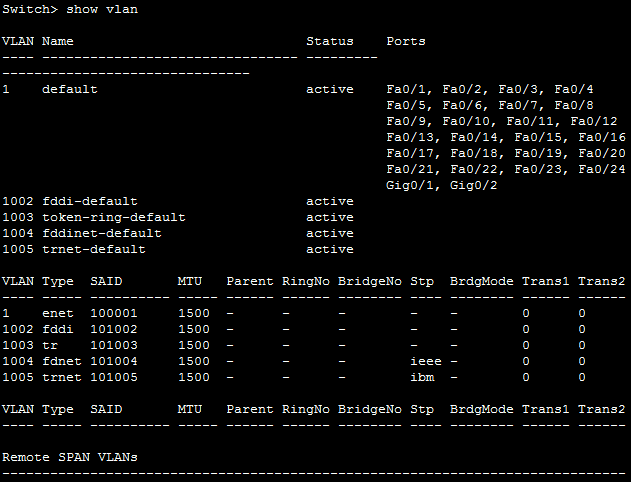 Switch> show vlan
VLAN Name                             Status    Ports
---- -------------------------------- ---------
-------------------------------
1    default                          active    Fa0/1, Fa0/2, Fa0/3, Fa0/4
                                                Fa0/5, Fa0/6, Fa0/7, Fa0/8
                                                Fa0/9, Fa0/10, Fa0/11, Fa0/12
                                                Fa0/13, Fa0/14, Fa0/15, Fa0/16
                                                Fa0/17, Fa0/18, Fa0/19, Fa0/20
                                                Fa0/21, Fa0/22, Fa0/23, Fa0/24
                                                Gig0/1, Gig0/2
1002 fddi-default                     active
1003 token-ring-default               active
1004 fddinet-default                  active
1005 trnet-default                    active
VLAN Type  SAID       MTU   Parent RingNo BridgeNo Stp  BrdgMode Trans1 Trans2
---- ----- ---------- ----- ------ ------ -------- ---- -------- ------ ------
1    enet  100001     1500  -      -      -        -    -        0      0
1002 fddi  101002     1500  -      -      -        -    -        0      0
1003 tr    101003     1500  -      -      -        -    -        0      0
1004 fdnet 101004     1500  -      -      -        ieee -        0      0
1005 trnet 101005     1500  -      -      -        ibm  -        0      0
VLAN Type  SAID       MTU   Parent RingNo BridgeNo Stp  BrdgMode Trans1 Trans2
---- ----- ---------- ----- ------ ------ -------- ---- -------- ------ ------
Remote SPAN VLANs
------------------------------------------------------------------------------